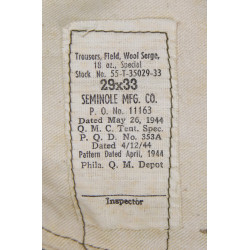 Trousers, Field, Wool Serge,
18 oz., Special
Stock No. 55-T-35029-33
29x33
SEMINOLE MFG. CO.
P. O. No. 11163
Dated May 26, 1944
Q. M. C. Tent. Spec.
P. Q. D. No. 353A
Dated 4/12/44
Pattern Dated April, 1944
Phila. Q. M. Depot
Inspector